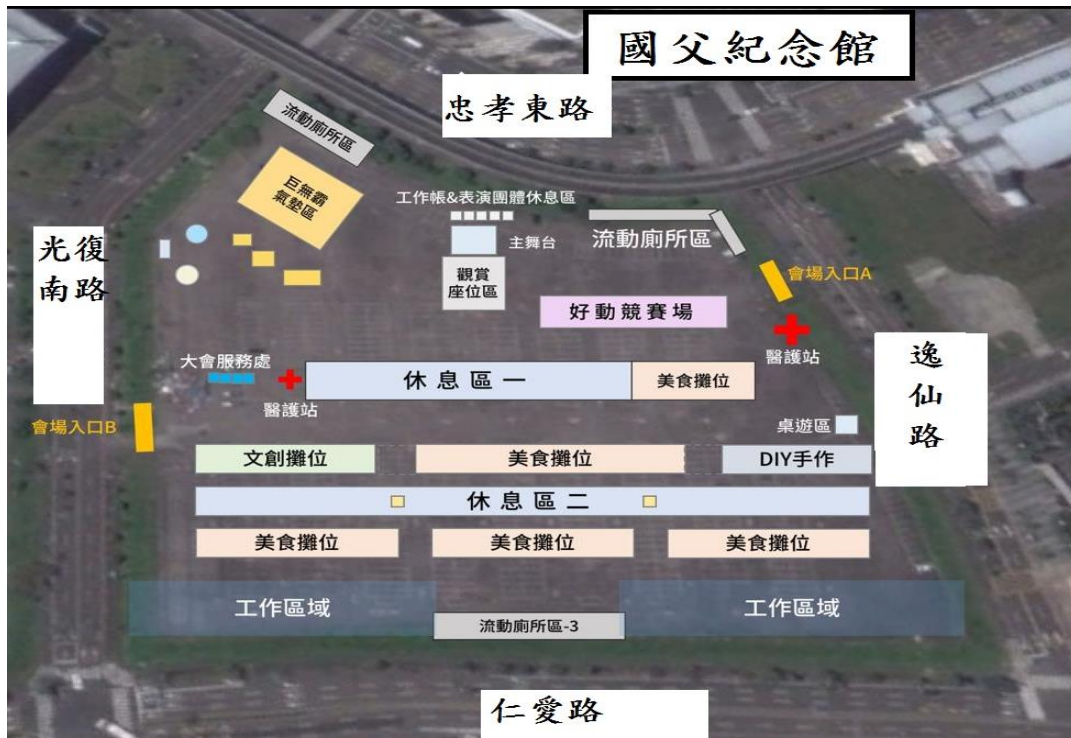 國父紀念館
忠孝東路
流動廁所區
巨無霸
氣墊區
工作帳&表演團體休息區
主舞台
流動廁所區
光復
南路
觀賞
座位區
會場入口A
好動競賽場
醫護站
逸
仙
路
大會服務處
休息區一
美食攤位
醫護站
會場入口B
桌遊區
文創攤位
美食攤位
DIY手作
休息區二
美食攤位
美食攤位
美食攤位
工作區域
工作區域
流動廁所區-3
仁愛路